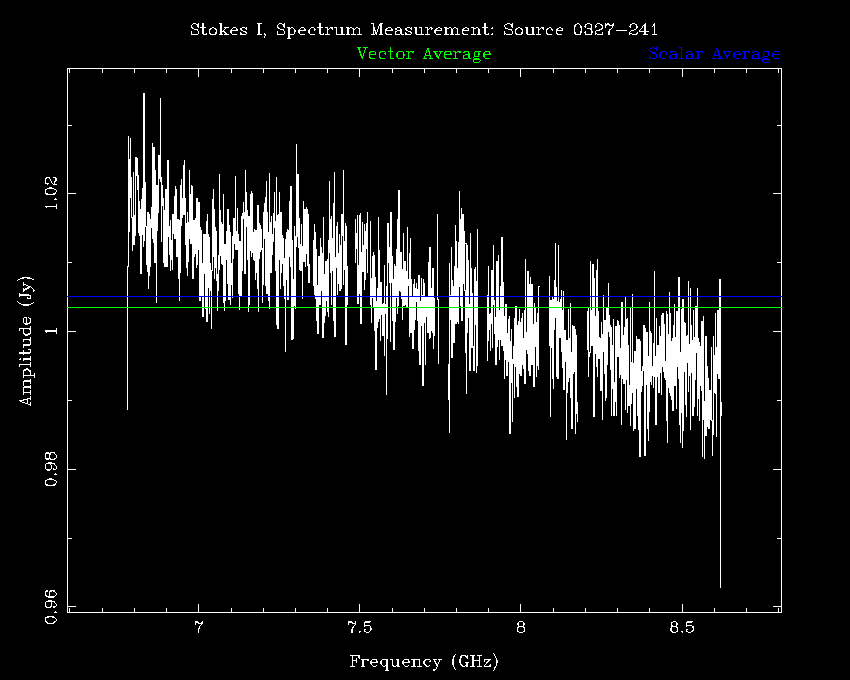 Stokes I, Spectrum Measurement: Source 0327−241
Vector Average
Scalar Average
Amplitude (Jy)
1.02
1
0.98
0.96
7
7.5
8
8.5
Frequency (GHz)